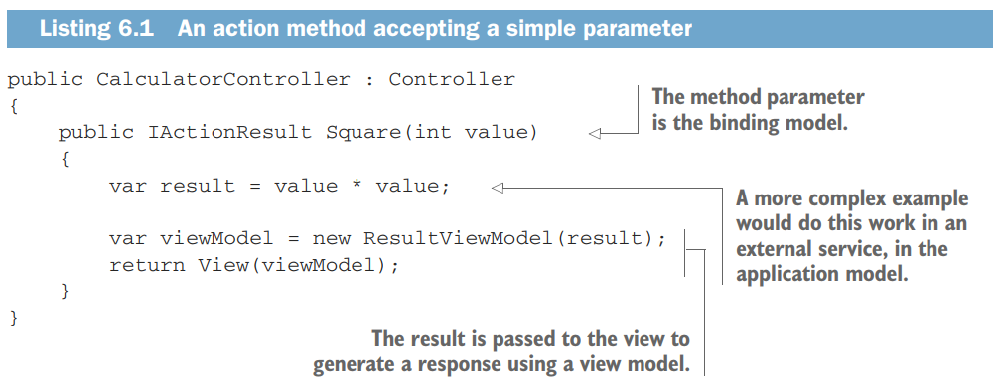 Listing 6.1 An action method accepting a simple parameter
public CalculatorController : Controller
{
The method parameter
is the binding model.
public IActionResult Square(int value)
{
var result = value * value;
A more complex example
would do this work in an
external service, in the
application model.
var viewModel = new ResultViewModel(result);
return View(viewModel);
}
}
The result is passed to the view to
generate a response using a view model.